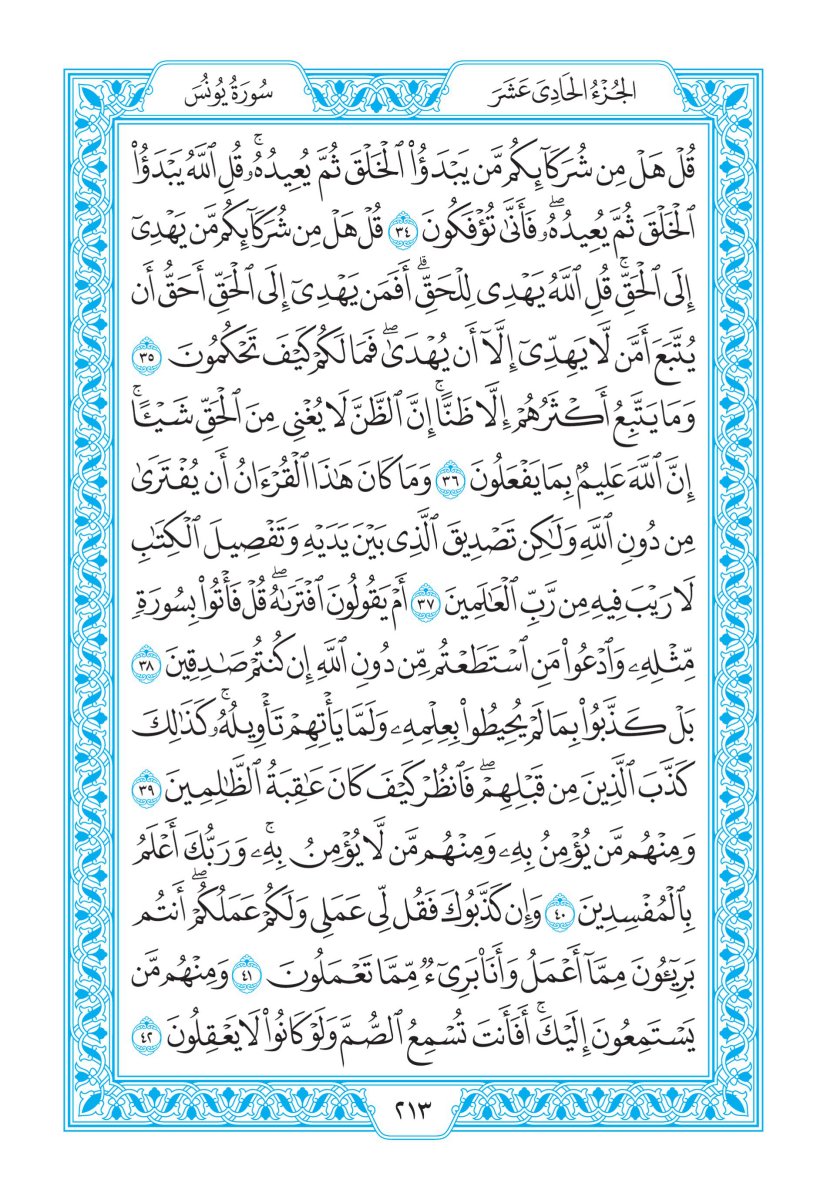 الجُزْءُ الحَادِى عَشَرَ
سُورَةُ يُونُسَ
قُلْ هَلْ مِن شُرَكَآئِكُم مَّن يَبْدَؤُا۟ ٱلْخَلْقَ ثُمَّ يُعِيدُهُۥۚ قُلِ ٱللَّهُ يَبْدَؤُا۟
ٱلْخَلْقَ ثُمَّ يُعِيدُهُۥۖ فَأَنَّىٰ تُؤْفَكُونَ ٣٤ قُلْ هَلْ مِن شُرَكَآئِكُم مَّن يَهْدِىٓ
إِلَى ٱلْحَقِّۚ قُلِ ٱللَّهُ يَهْدِى لِلْحَقِّۗ أَفَمَن يَهْدِىٓ إِلَى ٱلْحَقِّ أَحَقُّ أَن
يُتَّبَعَ أَمَّن لَّا يَهِدِّىٓ إِلَّآ أَن يُهْدَىٰۖ فَمَا لَكُمْ كَيْفَ تَحْكُمُونَ ٣٥
وَمَا يَتَّبِعُ أَكْثَرُهُمْ إِلَّا ظَنًّاۚ إِنَّ ٱلظَّنَّ لَا يُغْنِى مِنَ ٱلْحَقِّ شَيْـًٔاۚ
إِنَّ ٱللَّهَ عَلِيمٌۢ بِمَا يَفْعَلُونَ ٣٦ وَمَا كَانَ هَـٰذَا ٱلْقُرْءَانُ أَن يُفْتَرَىٰ
مِن دُونِ ٱللَّهِ وَلَـٰكِن تَصْدِيقَ ٱلَّذِى بَيْنَ يَدَيْهِ وَتَفْصِيلَ ٱلْكِتَـٰبِ
لَا رَيْبَ فِيهِ مِن رَّبِّ ٱلْعَـٰلَمِينَ ٣٧ أَمْ يَقُولُونَ ٱفْتَرَىٰهُۖ قُلْ فَأْتُوا۟ بِسُورَةٍ
مِّثْلِهِۦ وَٱدْعُوا۟ مَنِ ٱسْتَطَعْتُم مِّن دُونِ ٱللَّهِ إِن كُنتُمْ صَـٰدِقِينَ ٣٨
بَلْ كَذَّبُوا۟ بِمَا لَمْ يُحِيطُوا۟ بِعِلْمِهِۦ وَلَمَّا يَأْتِهِمْ تَأْوِيلُهُۥۚ كَذَٰلِكَ
كَذَّبَ ٱلَّذِينَ مِن قَبْلِهِمْۖ فَٱنظُرْ كَيْفَ كَانَ عَـٰقِبَةُ ٱلظَّـٰلِمِينَ ٣٩
وَمِنْهُم مَّن يُؤْمِنُ بِهِۦ وَمِنْهُم مَّن لَّا يُؤْمِنُ بِهِۦۚ وَرَبُّكَ أَعْلَمُ
بِٱلْمُفْسِدِينَ ٤٠ وَإِن كَذَّبُوكَ فَقُل لِّى عَمَلِى وَلَكُمْ عَمَلُكُمْۖ أَنتُم
بَرِيٓـُٔونَ مِمَّآ أَعْمَلُ وَأَنَا۠ بَرِىٓءٌ مِّمَّا تَعْمَلُونَ ٤١ وَمِنْهُم مَّن
يَسْتَمِعُونَ إِلَيْكَۚ أَفَأَنتَ تُسْمِعُ ٱلصُّمَّ وَلَوْ كَانُوا۟ لَا يَعْقِلُونَ ٤٢
٢١٣